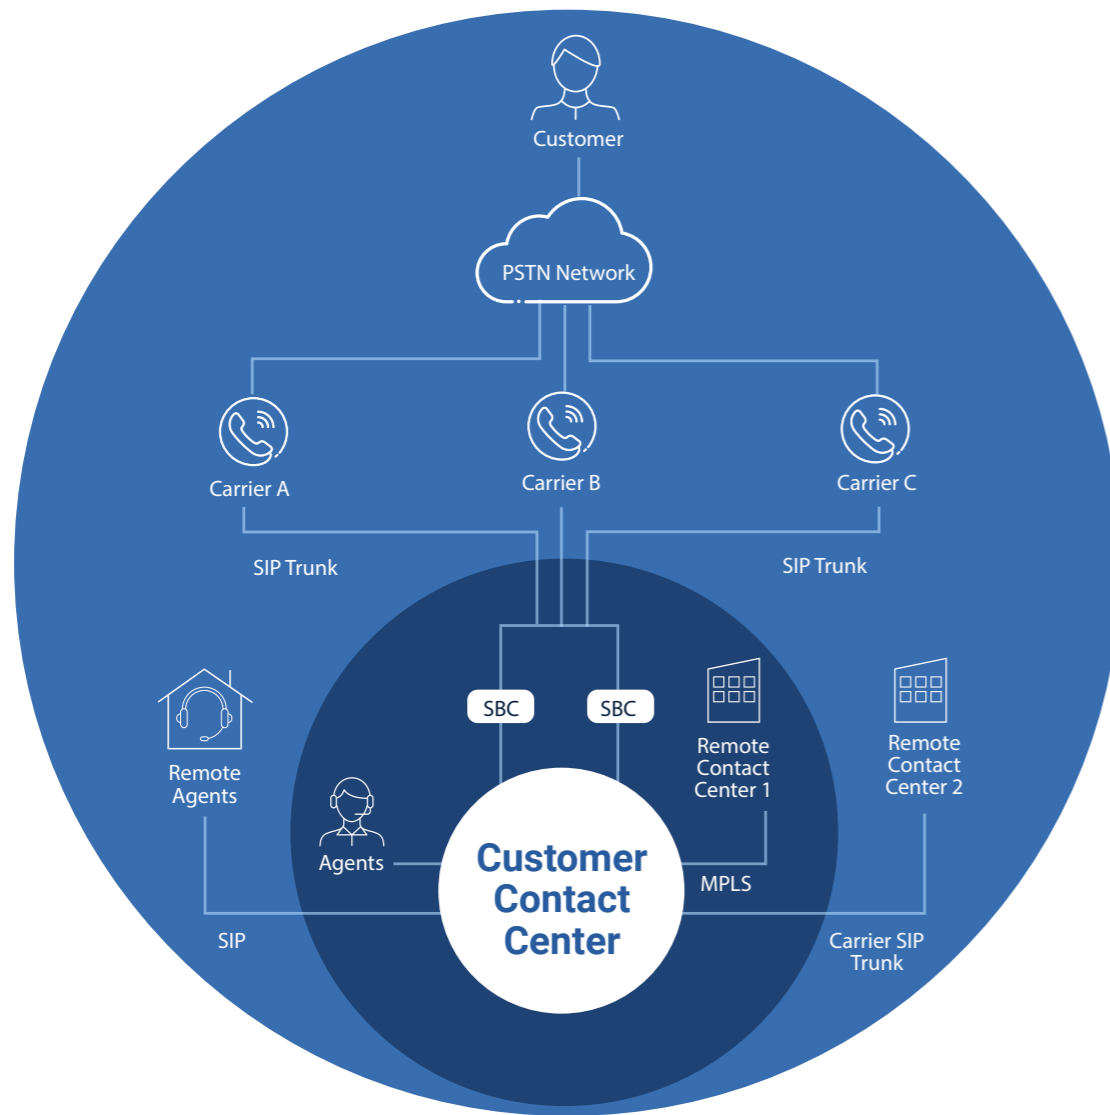 Customer
PSTN Network
Carrier A
Carrier B
Carrier C
SIP Trunk
SIP Trunk
SBC
SBC
Remote
Agents
Agents
Remote
Contact
Center 1
Remote
Contact
Center 2
Customer
Contact
Center
MPLS
SIP
Carrier SIP
Trunk